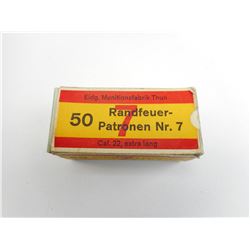 Eidg. Munitionsfabrik Thun
7
50 Randfeuer-
Patronen Nr. 7
Cal. 22, extra lang